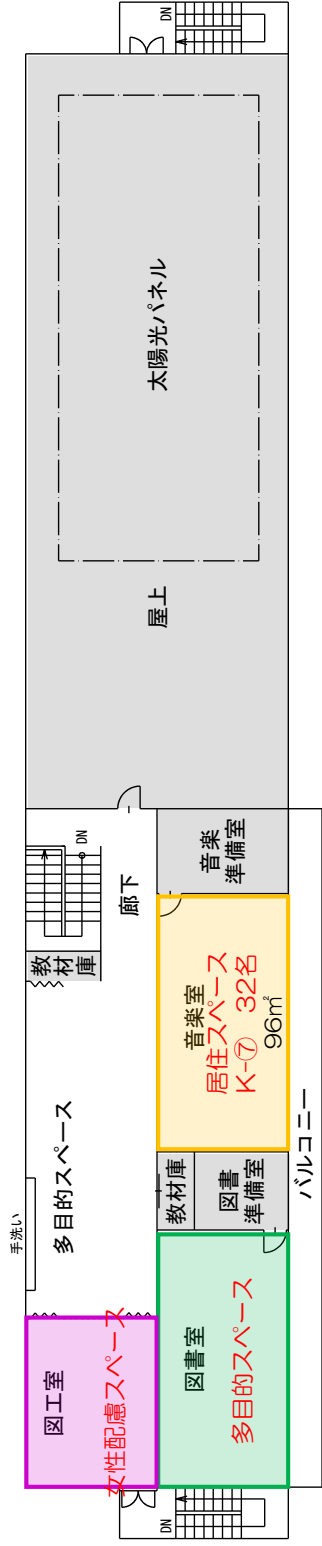 手洗い
図工室
女性配慮スペース
多目的スペース
教材庫
DN
廊下
屋上
太陽光パネル
DN
DN
図書室
多目的スペース
教材庫
図書
準備室
音楽室
居住スペース
K-⑦ 32名
96㎡
音楽
準備室
バルコニー